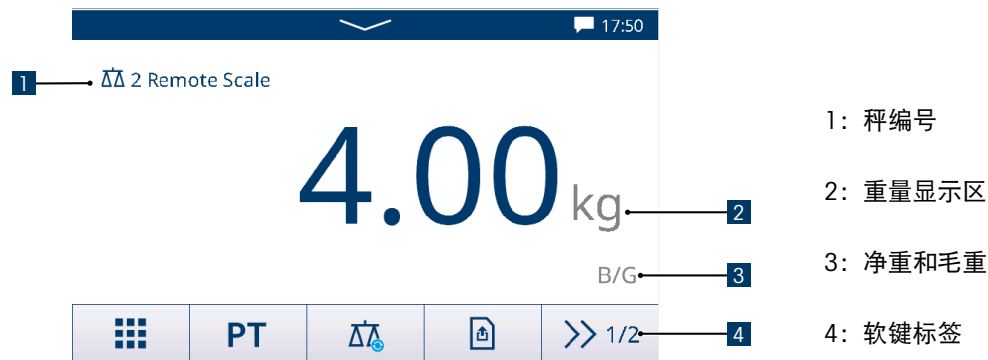 17:50
1
2 Remote Scale
4.00 kg
2
B/G
3
PT
1/2
4
1: 秤编号
2: 重量显示区
3: 净重和毛重
4: 软键标签